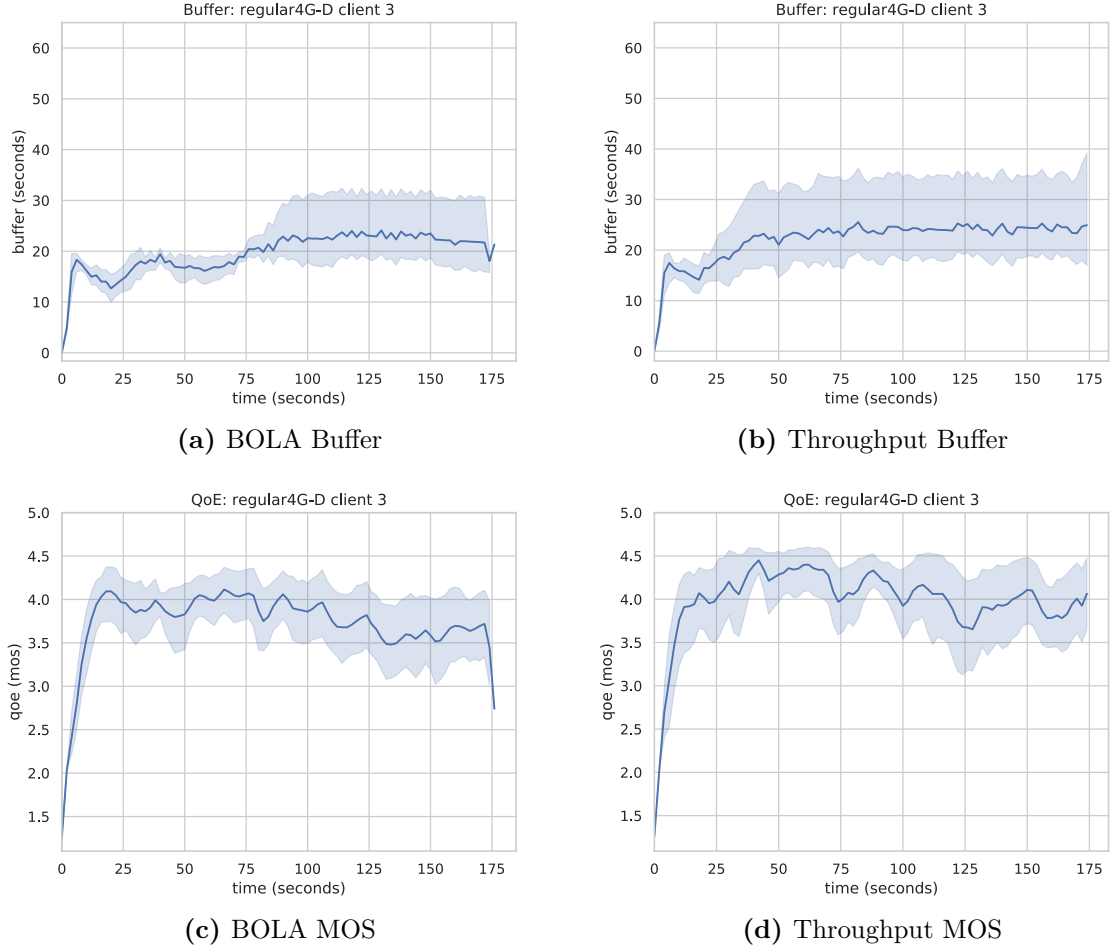 Buffer: regular4G-D client 3
60
50
40
30
20
10
0
buffer (seconds)
0 25 50 75 100 125 150 175
time (seconds)
(a) BOLA Buffer
Buffer: regular4G-D client 3
60
50
40
30
20
10
0
buffer (seconds)
0 25 50 75 100 125 150 175
time (seconds)
(b) Throughput Buffer
QoE: regular4G-D client 3
5.0
4.5
4.0
3.5
3.0
2.5
2.0
1.5
qoe (mos)
0 25 50 75 100 125 150 175
time (seconds)
(c) BOLA MOS
QoE: regular4G-D client 3
5.0
4.5
4.0
3.5
3.0
2.5
2.0
1.5
qoe (mos)
0 25 50 75 100 125 150 175
time (seconds)
(d) Throughput MOS